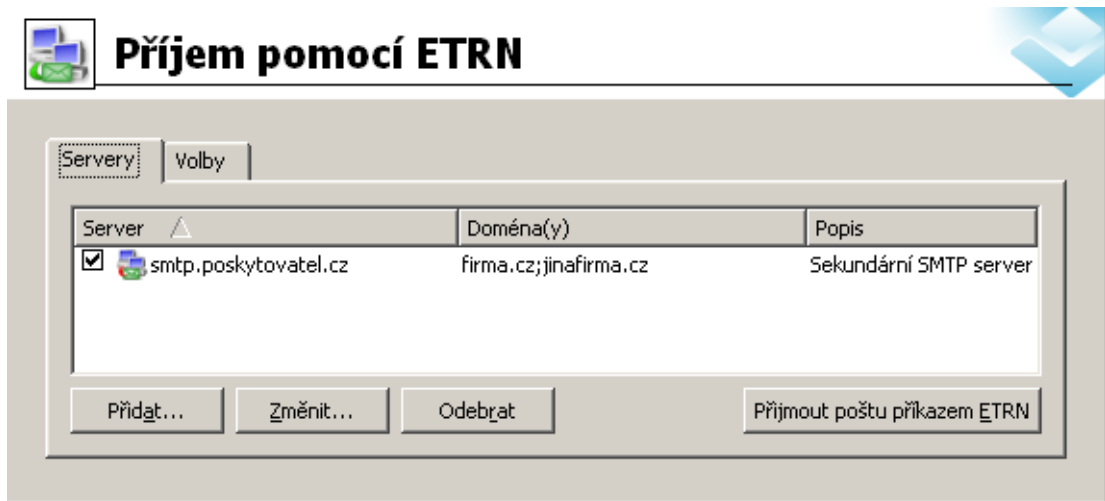 Příjem pomocí ETRN
Servery Volby
Server Doména(y) Popis
smtp.poskytovatel.cz firma.cz;jinafirma.cz Sekundární SMTP server
Přidat... Změnit... Odebrat Přijmout poštu příkazem ETRN